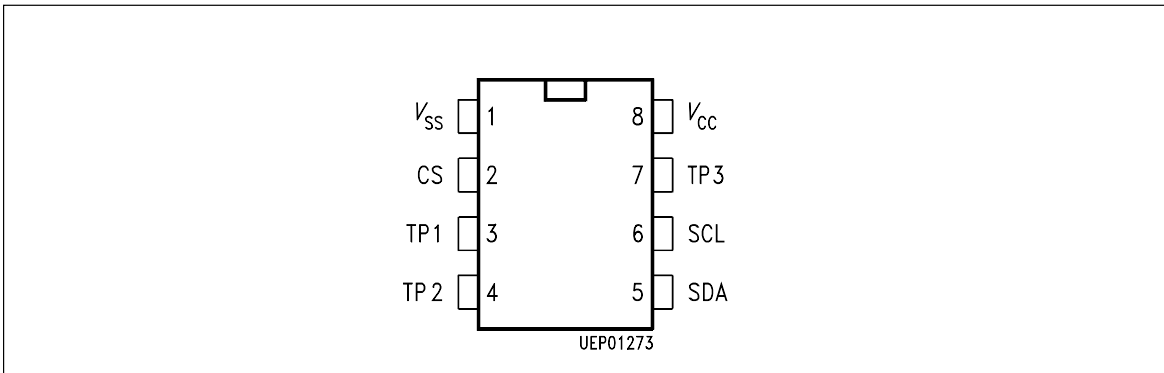 VSS 1 8 VCC
CS 2 7 TP3
TP1 3 6 SCL
TP2 4 5 SDA
UEP01273